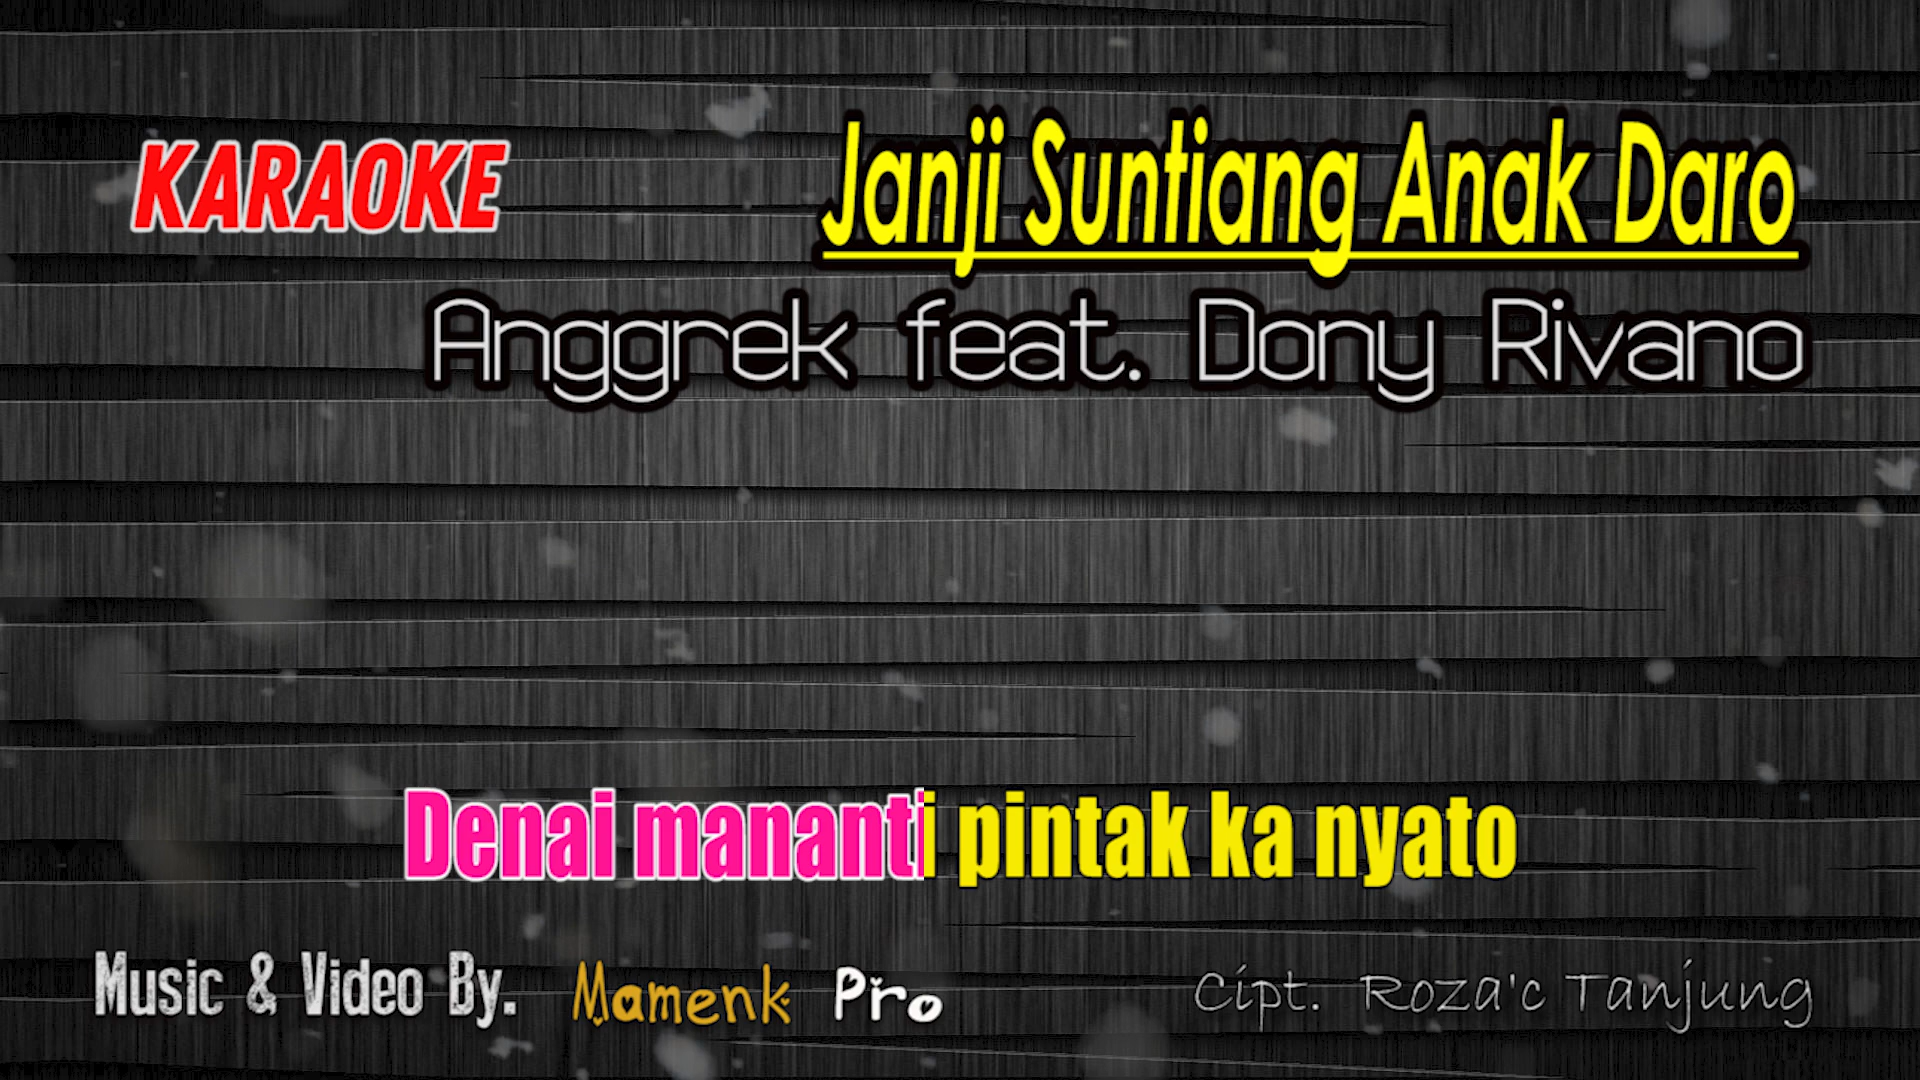 KARAOKE
Janji Suntiang Anak Daro
Anggrek feat. Dony Rivano
Denai mananti pintak ka nyato
Music & Video By. Mamenk Pro
Cipt. Roza'c Tanjung